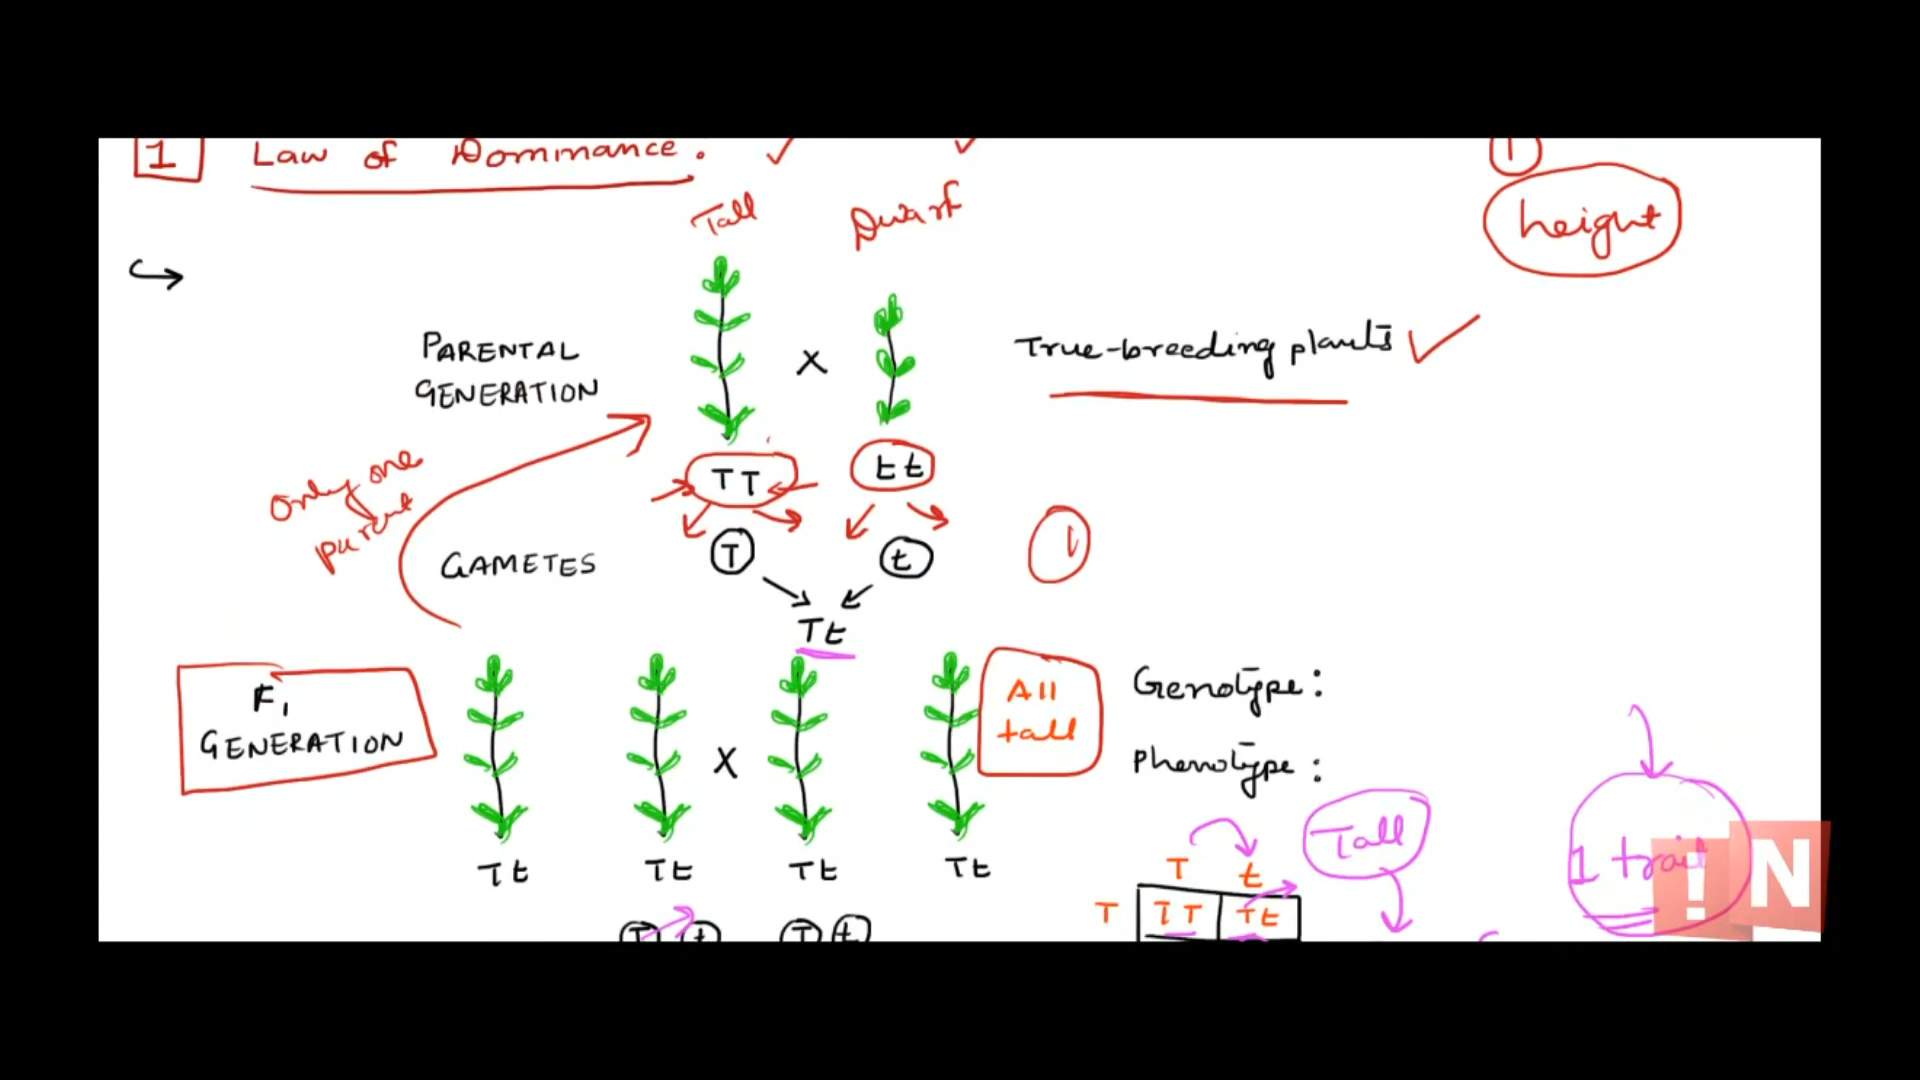 1 Law of Dominance.
1
height
Tall Dwarf
PARENTAL
GENERATION
X
True-breeding plants
TT tt
Only one
parent
GAMETES
T t
Tt
F1
GENERATION
X
All
tall
Genotype:
Phenotype:
Tt Tt Tt Tt
Tall
1 trait
T t
T TT Tt
T t T t
N